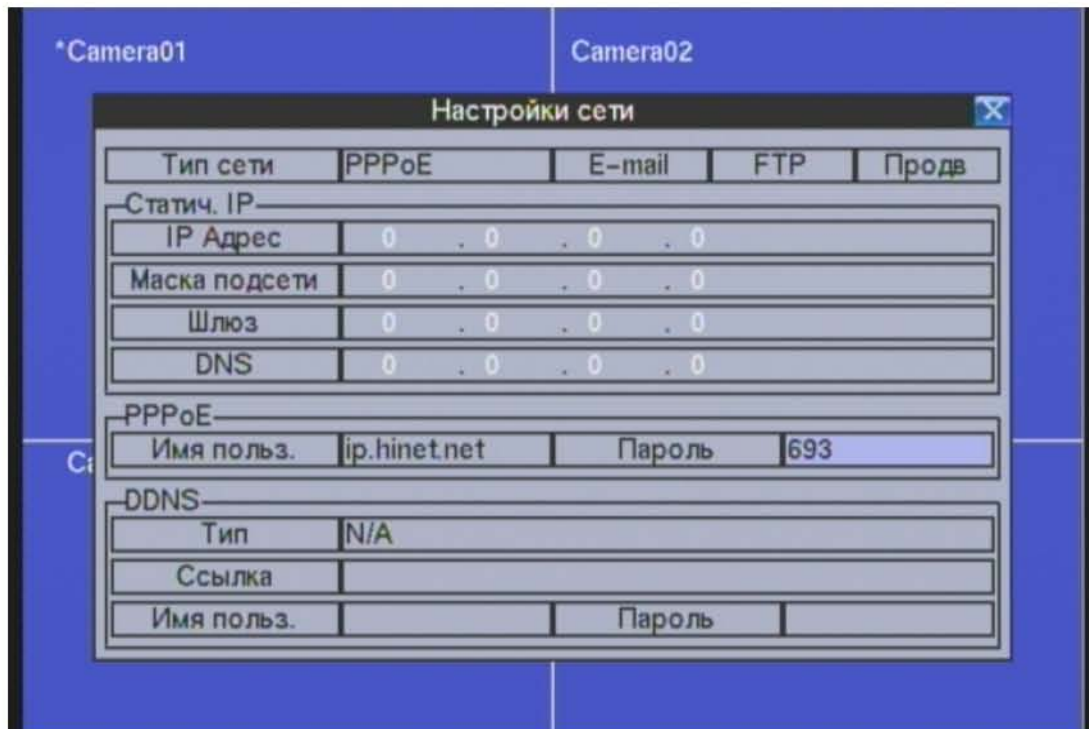 *Camera01 Camera02
Настройки сети X
Тип сети PPPoE E-mail FTP Продв
Статич. IP
IP Адрес 0 . 0 . 0 . 0
Маска подсети 0 . 0 . 0 . 0
Шлюз 0 . 0 . 0 . 0
DNS 0 . 0 . 0 . 0
PPPoE
Имя польз. ip.hinet.net Пароль 693
Ca
DDNS
Тип N/A
Ссылка
Имя польз. Пароль